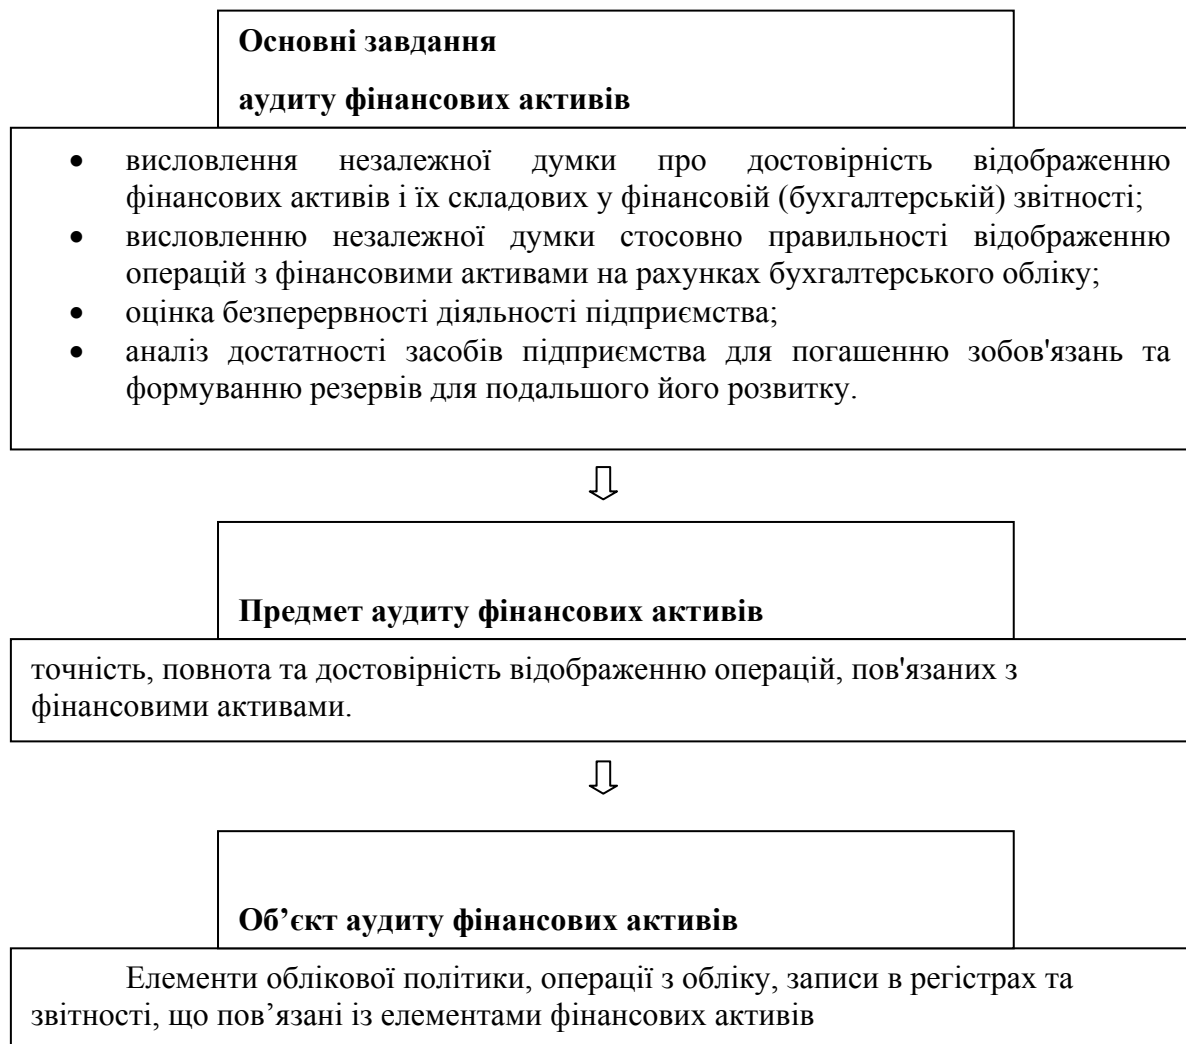 Основні завдання
аудиту фінансових активів
• висловлення незалежної думки про достовірність відображенню
фінансових активів і їх складових у фінансовій (бухгалтерській) звітності;
• висловленню незалежної думки стосовно правильності відображенню
операцій з фінансовими активами на рахунках бухгалтерського обліку;
• оцінка безперервності діяльності підприємства;
• аналіз достатності засобів підприємства для погашенню зобов'язань та
формуванню резервів для подальшого його розвитку.
Предмет аудиту фінансових активів
точність, повнота та достовірність відображенню операцій, пов'язаних з
фінансовими активами.
Об’єкт аудиту фінансових активів
Елементи облікової політики, операції з обліку, записи в регістрах та
звітності, що пов’язані із елементами фінансових активів